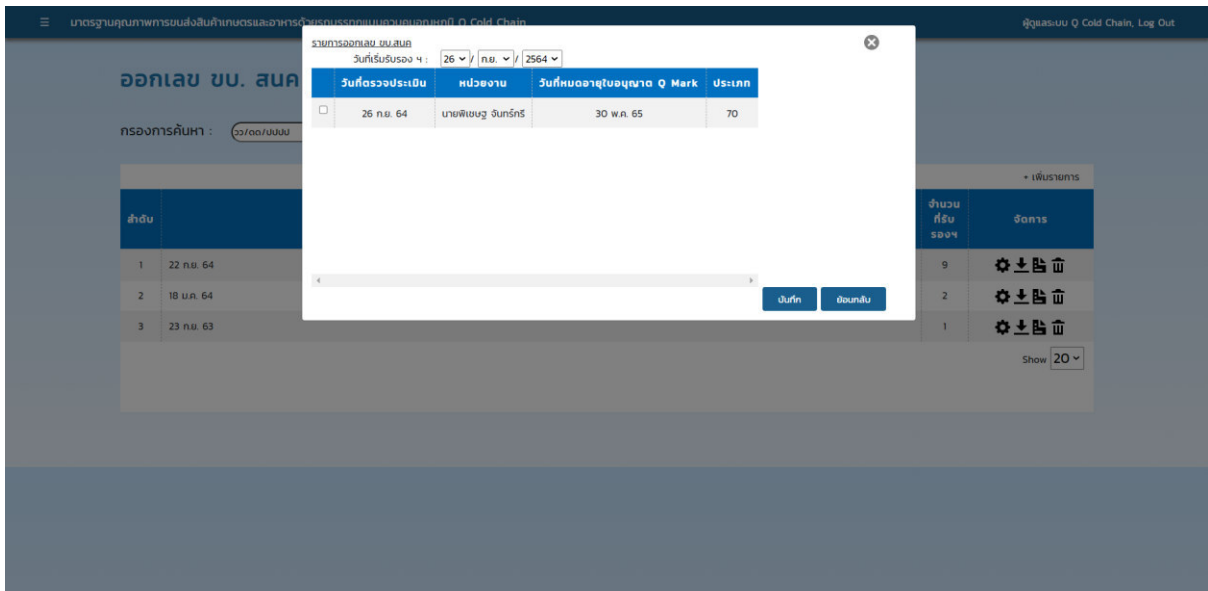 ☰ มาตรฐานคุณภาพการขนส่งสินค้าเกษตรและอาหารด้วยรถบรรทุกแบบควบคุมอุณหภูมิ Q Cold Chain
ผู้ดูแลระบบ Q Cold Chain, Log Out
รายการออกเลข ขบ.สนค
วันที่เริ่มรับรอง ฯ : 26 / ก.ย. / 2564
ออกเลข ขบ. สนค
วันที่ตรวจประเมิน หน่วยงาน วันที่หมดอายุใบอนุญาต Q Mark ประเภท
26 ก.ย. 64 นายพิเชษฐ จันทร์ทรี 30 พ.ค. 65 70
กรองการค้นหา : วว/ดด/ปปปป
+ เพิ่มรายการ
ลำดับ จำนวนที่รับรองฯ จัดการ
1 22 ก.ย. 64 9
2 18 ม.ค. 64 2
บันทึก ย้อนกลับ
3 23 ก.ย. 63 1
Show 20